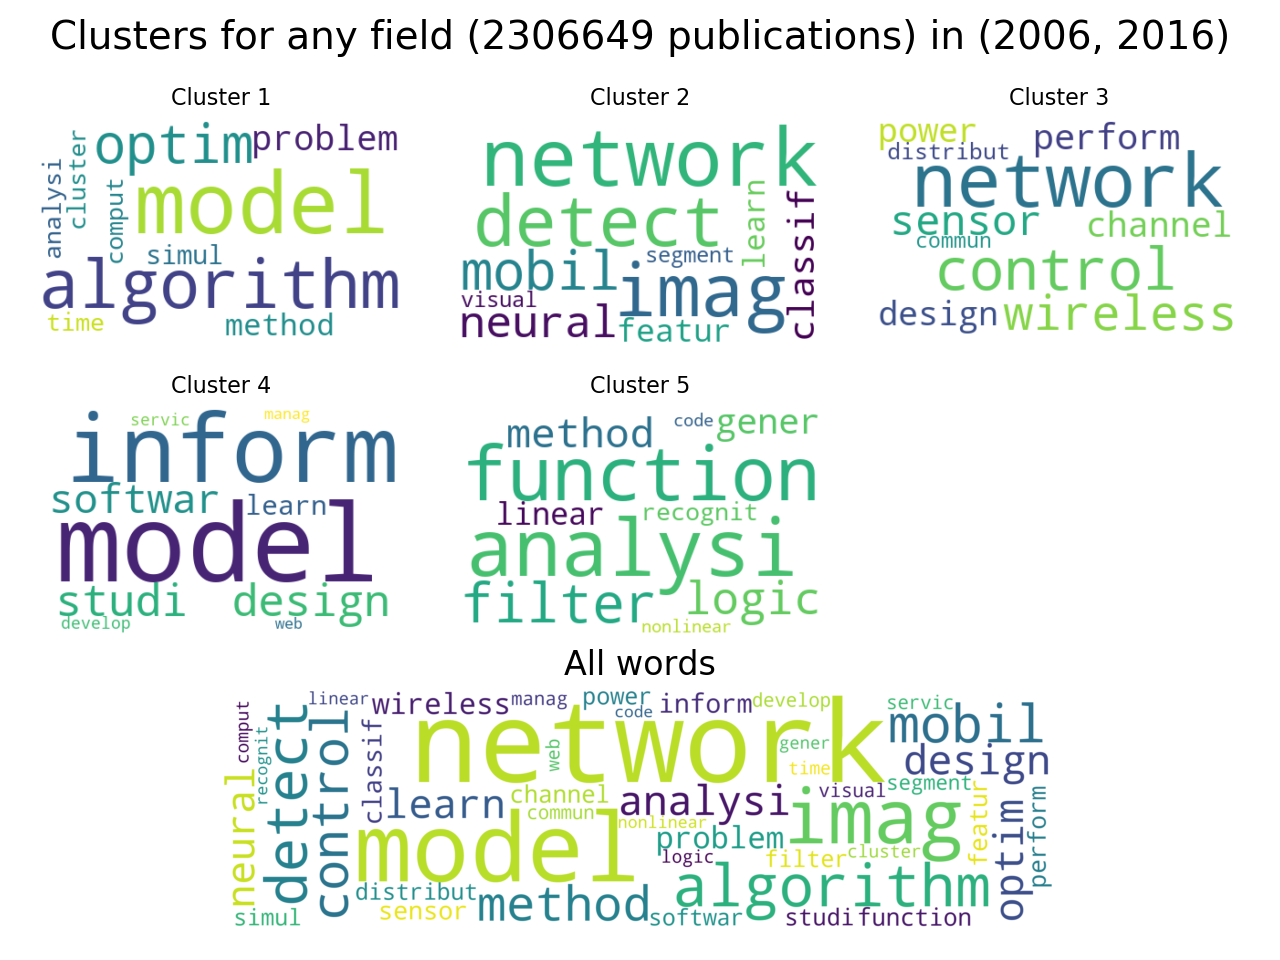 Clusters for any field (2306649 publications) in (2006, 2016)
Cluster 1
optim
problem
analysi
cluster
comput
model
simul
algorithm
time
method
Cluster 2
network
detect
learn
classif
mobil
segment
imag
visual
neural
featur
Cluster 3
power
distribut
perform
network
sensor
channel
commun
control
design
wireless
Cluster 4
servic
manag
inform
softwar
learn
model
studi
design
develop
web
Cluster 5
method
code
gener
function
linear
recognit
analysi
filter
logic
nonlinear
All words
linear
wireless
manag
power
code
inform
develop
servic
comput
recognit
detect
control
classif
network
web
gener
time
mobil
design
neural
learn
channel
commun
analysi
nonlinear
visual
segment
imag
featur
optim
perform
model
problem
logic
filter
cluster
algorithm
distribut
sensor
method
softwar
studi
function
simul